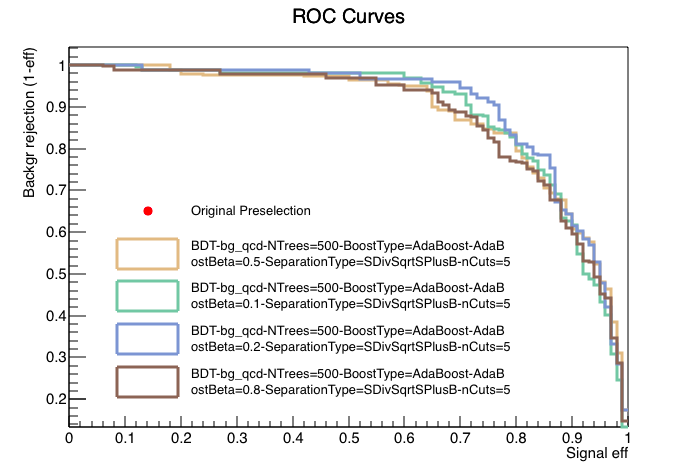 ROC Curves
Backgr rejection (1-eff)
1
0.9
0.8
0.7
0.6
0.5
0.4
0.3
0.2
Original Preselection
BDT-bg_qcd-NTrees=500-BoostType=AdaBoost-AdaB
ostBeta=0.5-SeparationType=SDivSqrtSPlusB-nCuts=5
BDT-bg_qcd-NTrees=500-BoostType=AdaBoost-AdaB
ostBeta=0.1-SeparationType=SDivSqrtSPlusB-nCuts=5
BDT-bg_qcd-NTrees=500-BoostType=AdaBoost-AdaB
ostBeta=0.2-SeparationType=SDivSqrtSPlusB-nCuts=5
BDT-bg_qcd-NTrees=500-BoostType=AdaBoost-AdaB
ostBeta=0.8-SeparationType=SDivSqrtSPlusB-nCuts=5
0 0.1 0.2 0.3 0.4 0.5 0.6 0.7 0.8 0.9 1
Signal eff